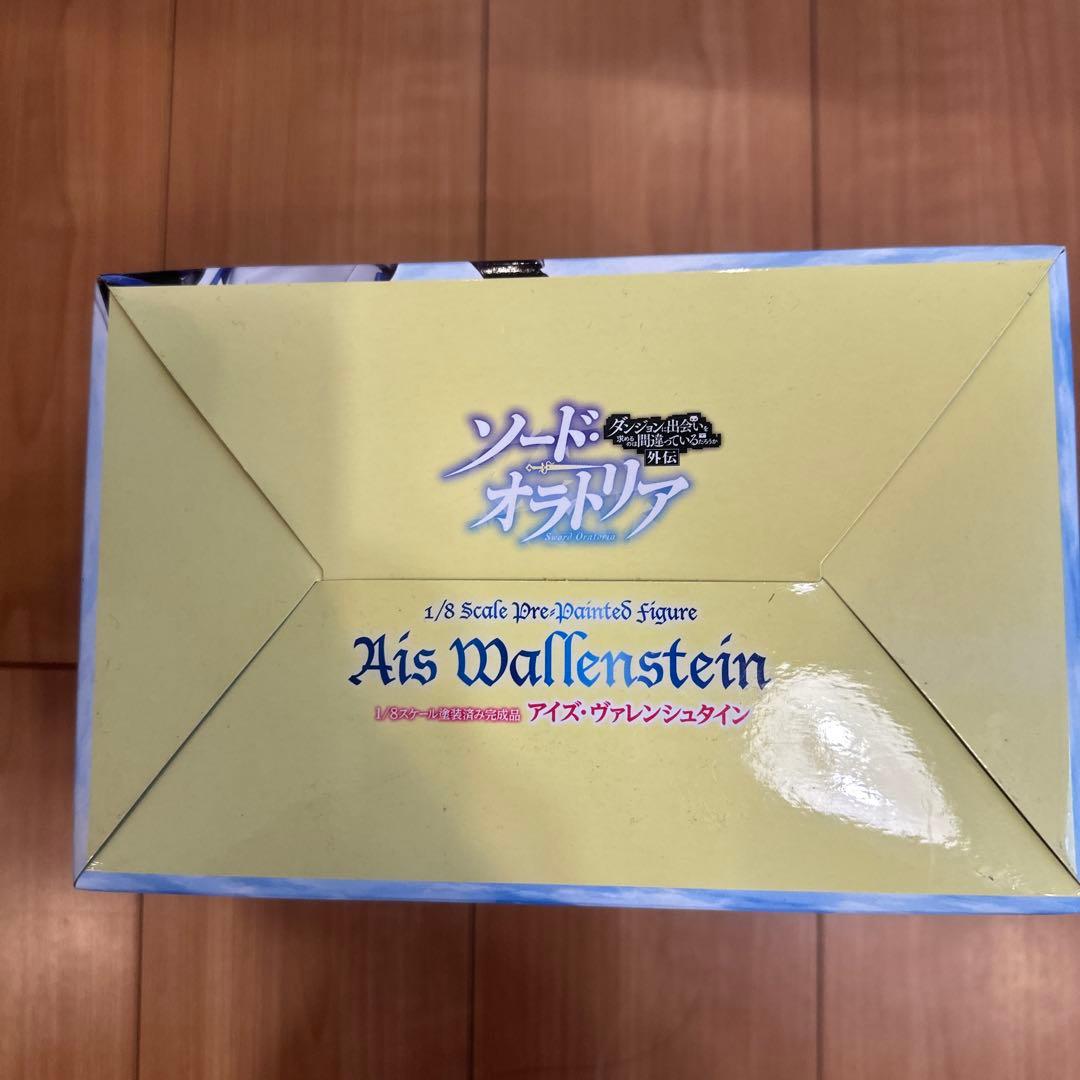 ソード・
オラトリア
ダンジョンに出会いを
求めるのは間違っているだろうか
外伝
Sword Oratoria
1/8 Scale Pre-Painted Figure
Ais Wallenstein
1/8スケール塗装済み完成品 アイズ・ヴァレンシュタイン